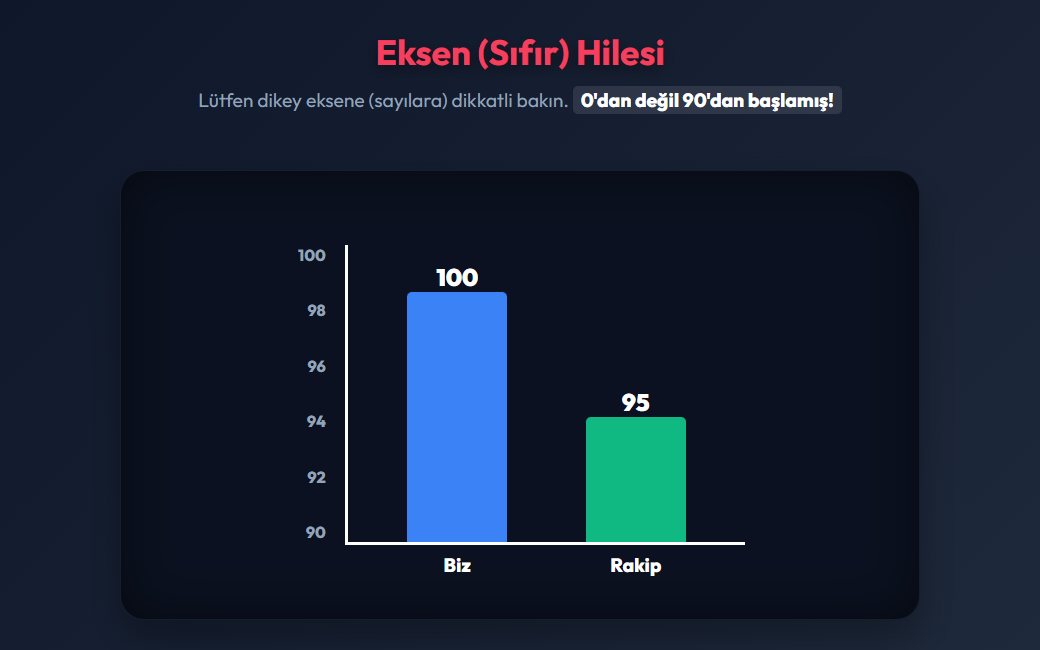 Eksen (Sıfır) Hilesi
Lütfen dikey eksene (sayılara) dikkatli bakın. 0'dan değil 90'dan başlamış!
100
98
96
94
92
90
100
95
Biz
Rakip